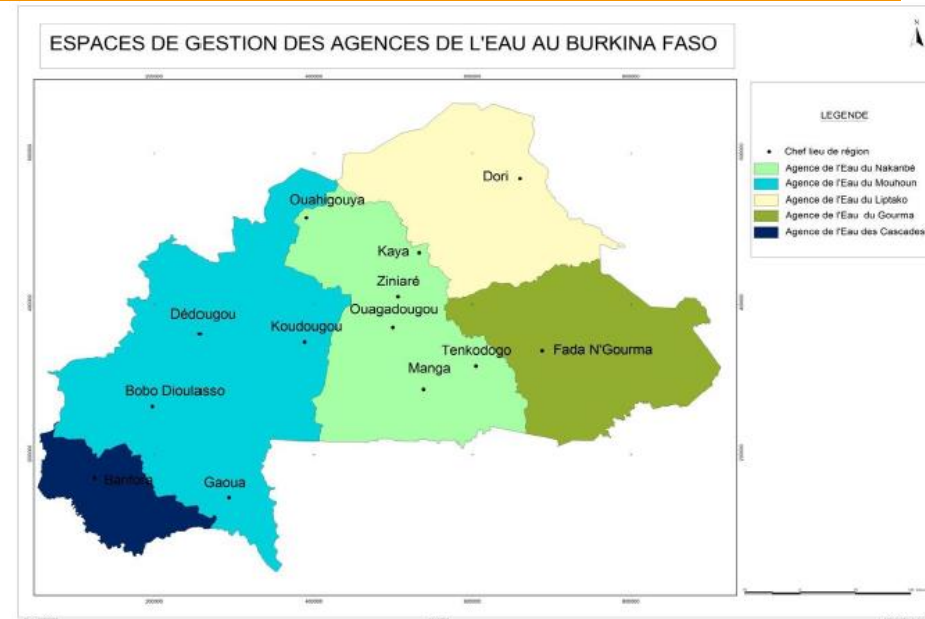 ESPACES DE GESTION DES AGENCES DE L'EAU AU BURKINA FASO
N
LEGENDE
Chef lieu de région
Agence de l'Eau du Nakanbé
Agence de l'Eau du Mouhoun
Agence de l'Eau du Liptako
Agence de l'Eau du Gourma
Agence de l'Eau des Cascades
Dori
Ouahigouya
Kaya
Ziniaré
Ouagadougou
Dédougou
Koudougou
Tenkodogo
Fada N'Gourma
Manga
Bobo Dioulasso
Banfora
Gaoua